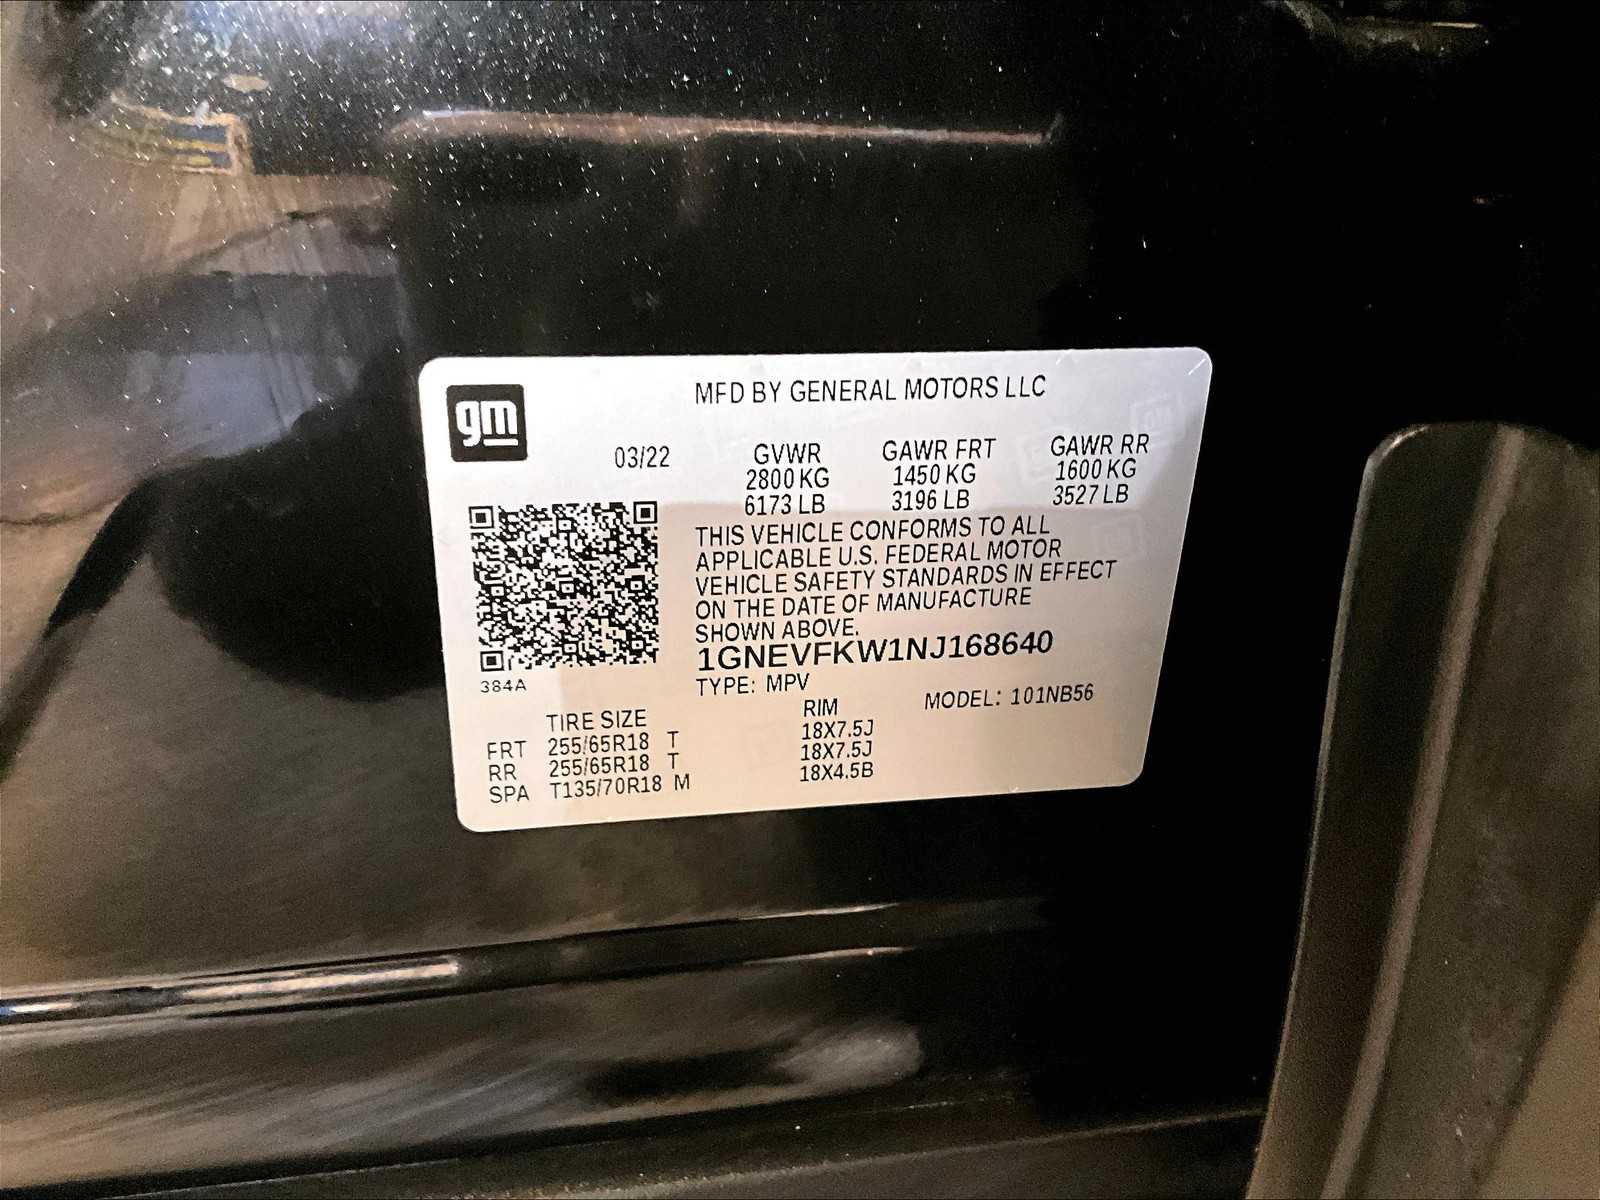 gm
MFD BY GENERAL MOTORS LLC
03/22 GVWR GAWR FRT GAWR RR
2800 KG 1450 KG 1600 KG
6173 LB 3196 LB 3527 LB
THIS VEHICLE CONFORMS TO ALL
APPLICABLE U.S. FEDERAL MOTOR
VEHICLE SAFETY STANDARDS IN EFFECT
ON THE DATE OF MANUFACTURE
SHOWN ABOVE.
1GNEVFKW1NJ168640
384A
TYPE: MPV MODEL: 101NB56
TIRE SIZE RIM
FRT 255/65R18 T 18X7.5J
RR 255/65R18 T 18X7.5J
SPA T135/70R18 M 18X4.5B